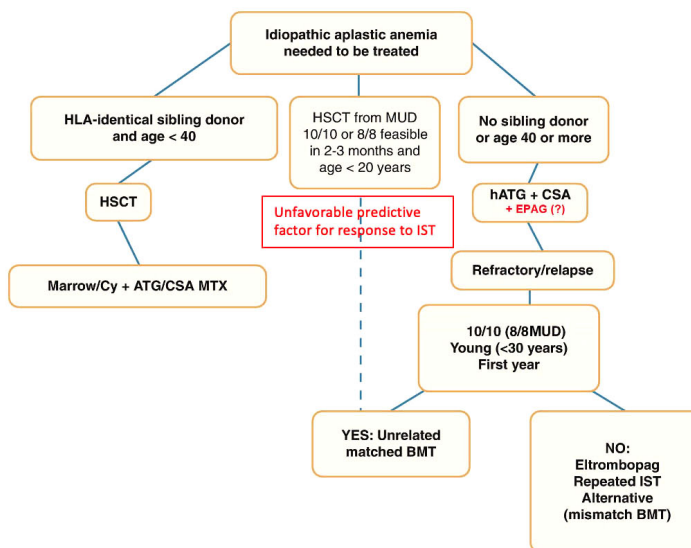 Idiopathic aplastic anemia
needed to be treated
HLA-identical sibling donor
and age < 40
HSCT from MUD
10/10 or 8/8 feasible
in 2-3 months and
age < 20 years
No sibling donor
or age 40 or more
HSCT
Unfavorable predictive
factor for response to IST
hATG + CSA
+ EPAG (?)
Marrow/Cy + ATG/CSA MTX
Refractory/relapse
10/10 (8/8MUD)
Young (<30 years)
First year
YES: Unrelated
matched BMT
NO:
Eltrombopag
Repeated IST
Alternative
(mismatch BMT)